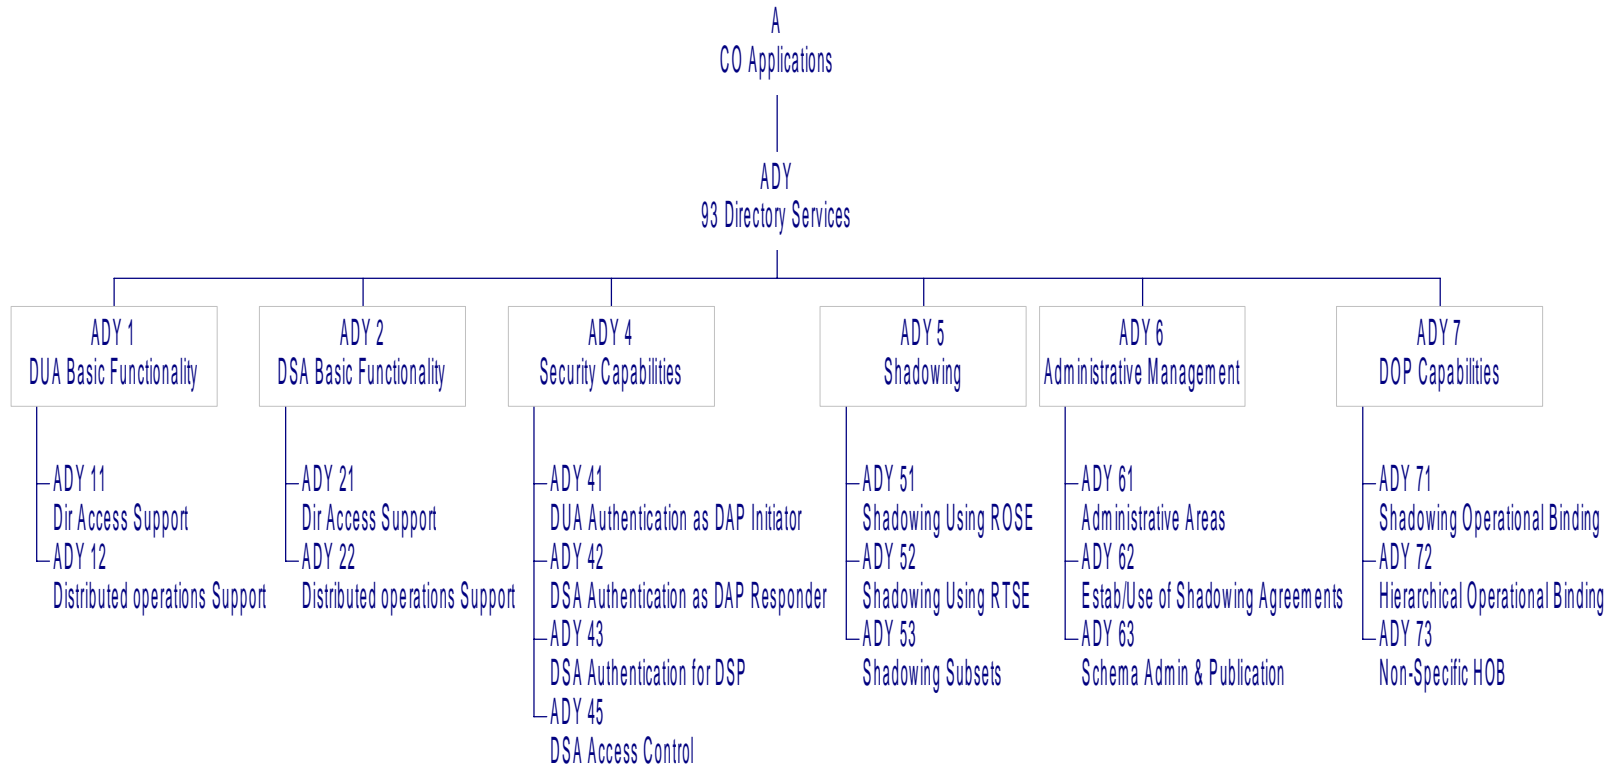 A
CO Applications
ADY
93 Directory Services
ADY 1
DUA Basic Functionality
ADY 2
DSA Basic Functionality
ADY 4
Security Capabilities
ADY 5
Shadowing
ADY 6
Administrative Management
ADY 7
DOP Capabilities
ADY 11
Dir Access Support
ADY 12
Distributed operations Support
ADY 21
Dir Access Support
ADY 22
Distributed operations Support
ADY 41
DUA Authentication as DAP Initiator
ADY 42
DSA Authentication as DAP Responder
ADY 43
DSA Authentication for DSP
ADY 45
DSA Access Control
ADY 51
Shadowing Using ROSE
ADY 52
Shadowing Using RTSE
ADY 53
Shadowing Subsets
ADY 61
Administrative Areas
ADY 62
Estab/Use of Shadowing Agreements
ADY 63
Schema Admin & Publication
ADY 71
Shadowing Operational Binding
ADY 72
Hierarchical Operational Binding
ADY 73
Non-Specific HOB